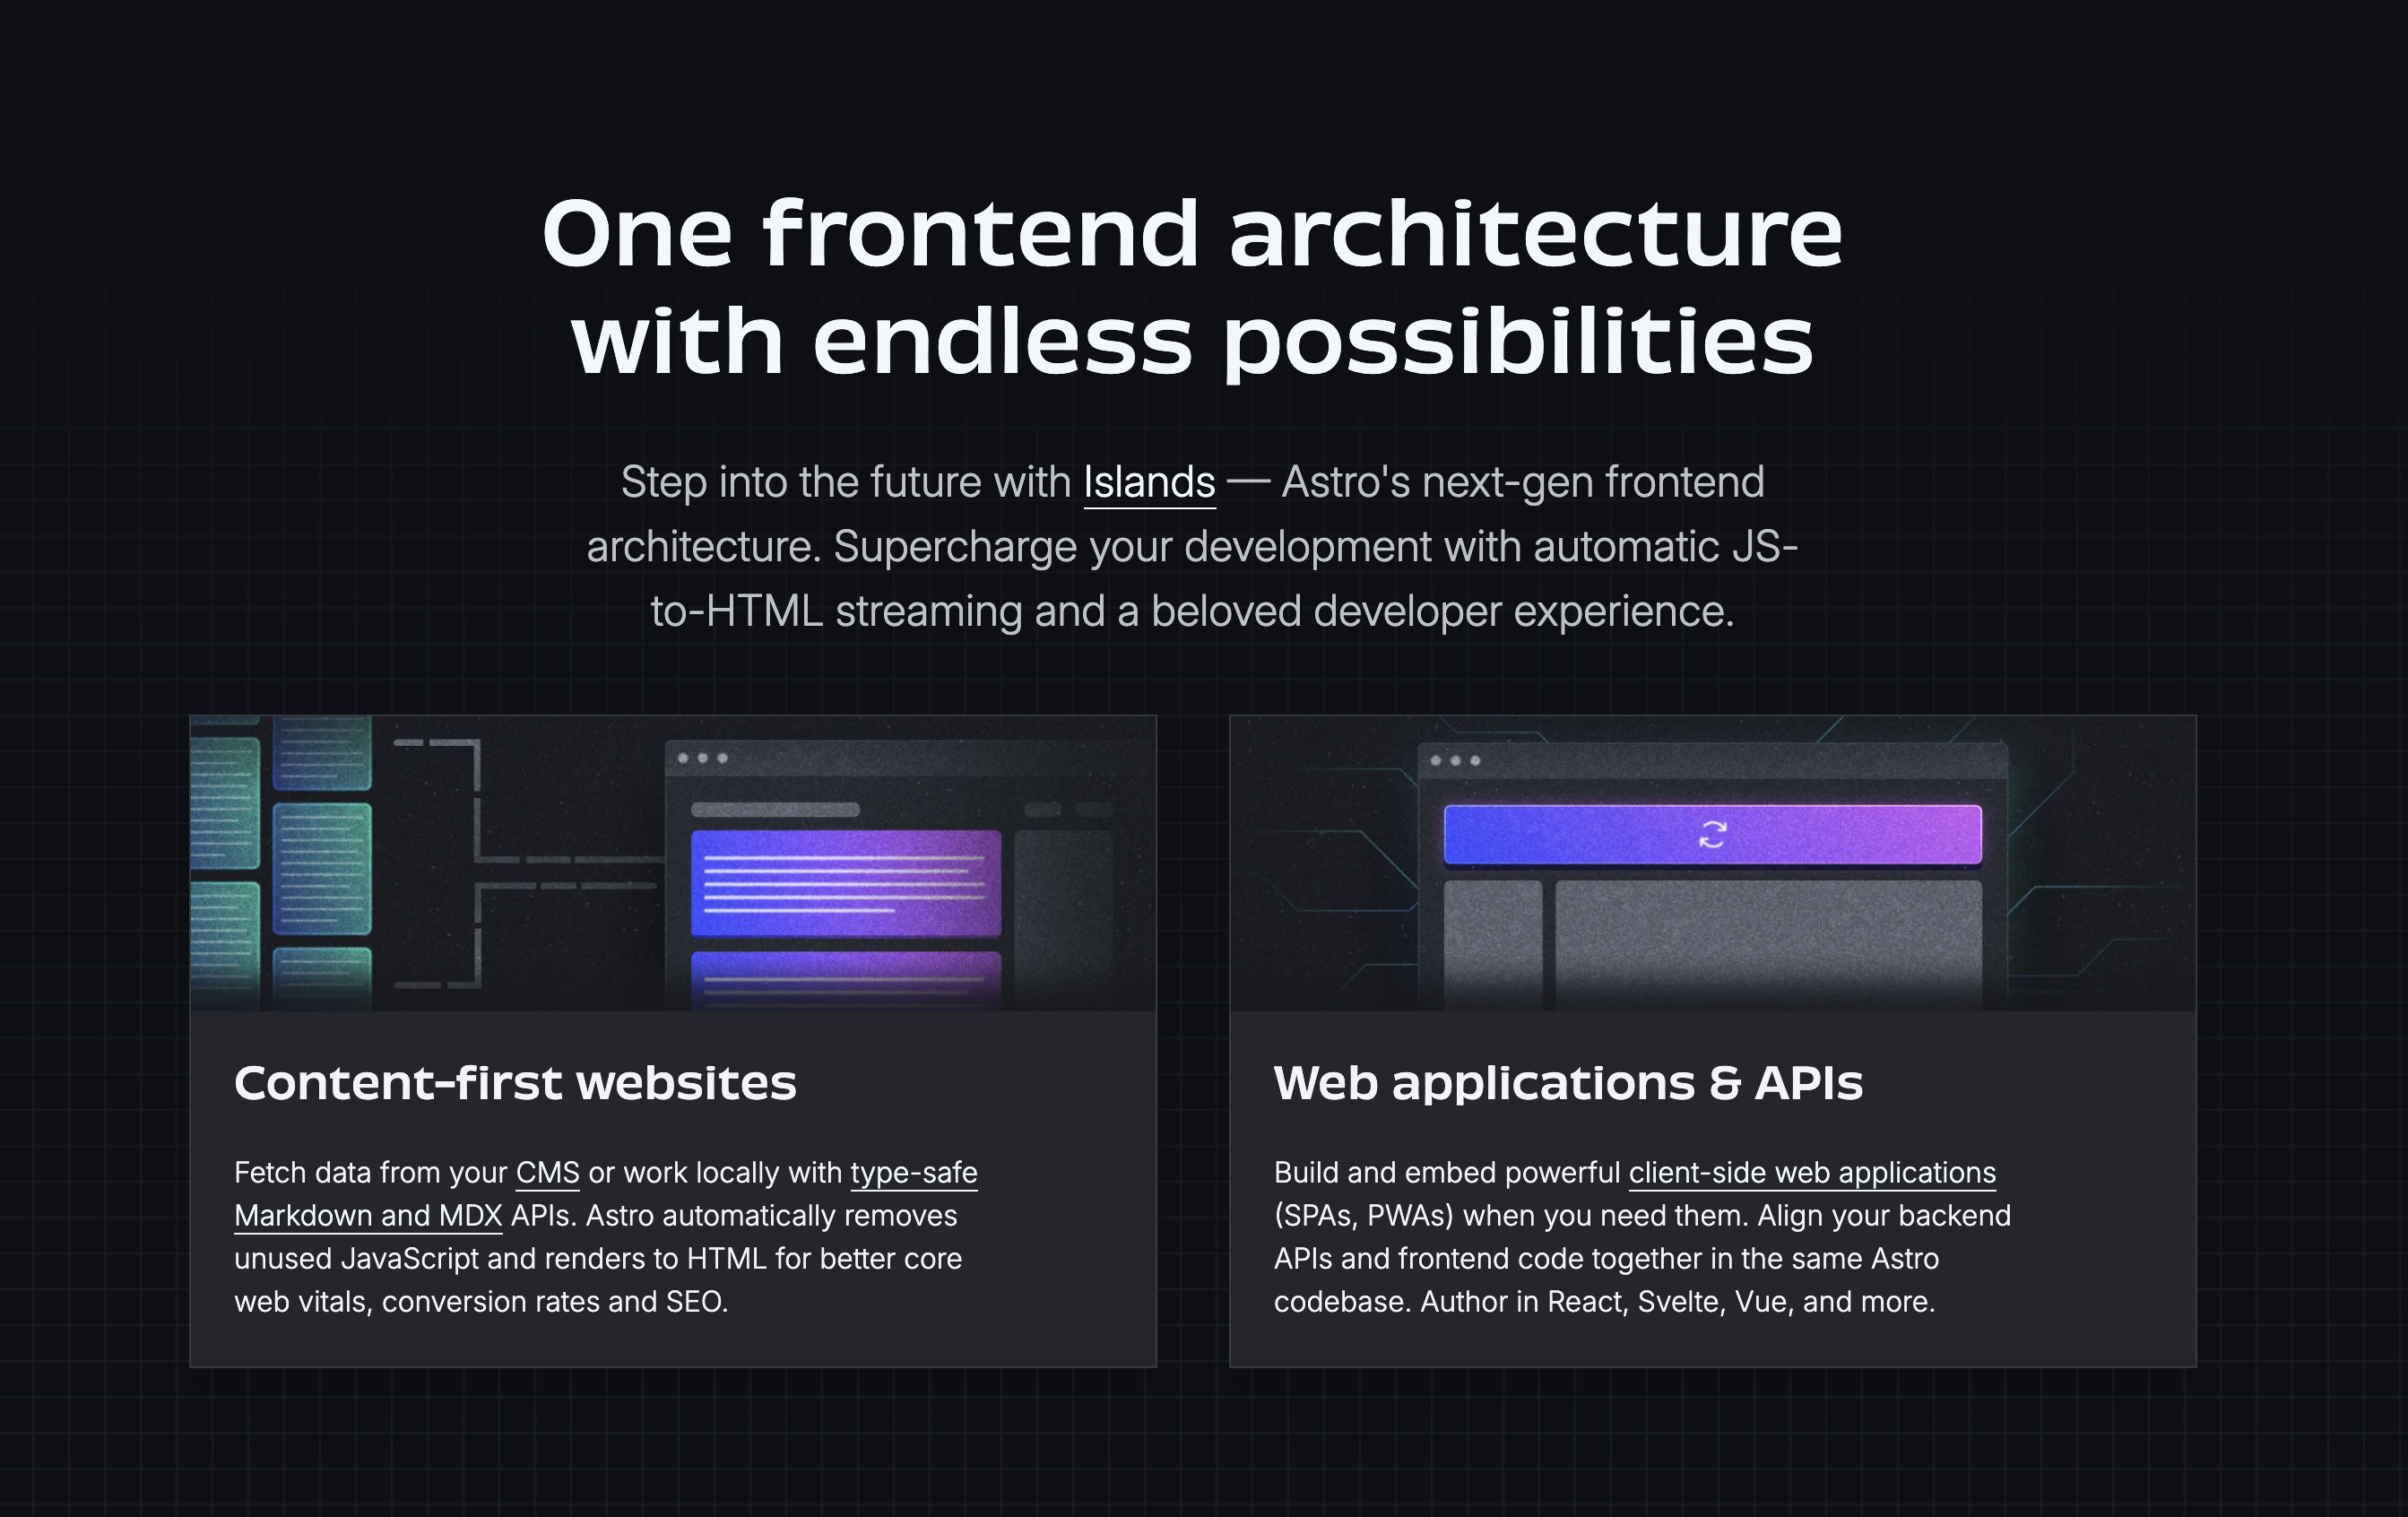 One frontend architecture
with endless possibilities
Step into the future with Islands — Astro's next-gen frontend
architecture. Supercharge your development with automatic JS-
to-HTML streaming and a beloved developer experience.
Content-first websites
Fetch data from your CMS or work locally with type-safe
Markdown and MDX APIs. Astro automatically removes
unused JavaScript and renders to HTML for better core
web vitals, conversion rates and SEO.
Web applications & APIs
Build and embed powerful client-side web applications
(SPAs, PWAs) when you need them. Align your backend
APIs and frontend code together in the same Astro
codebase. Author in React, Svelte, Vue, and more.